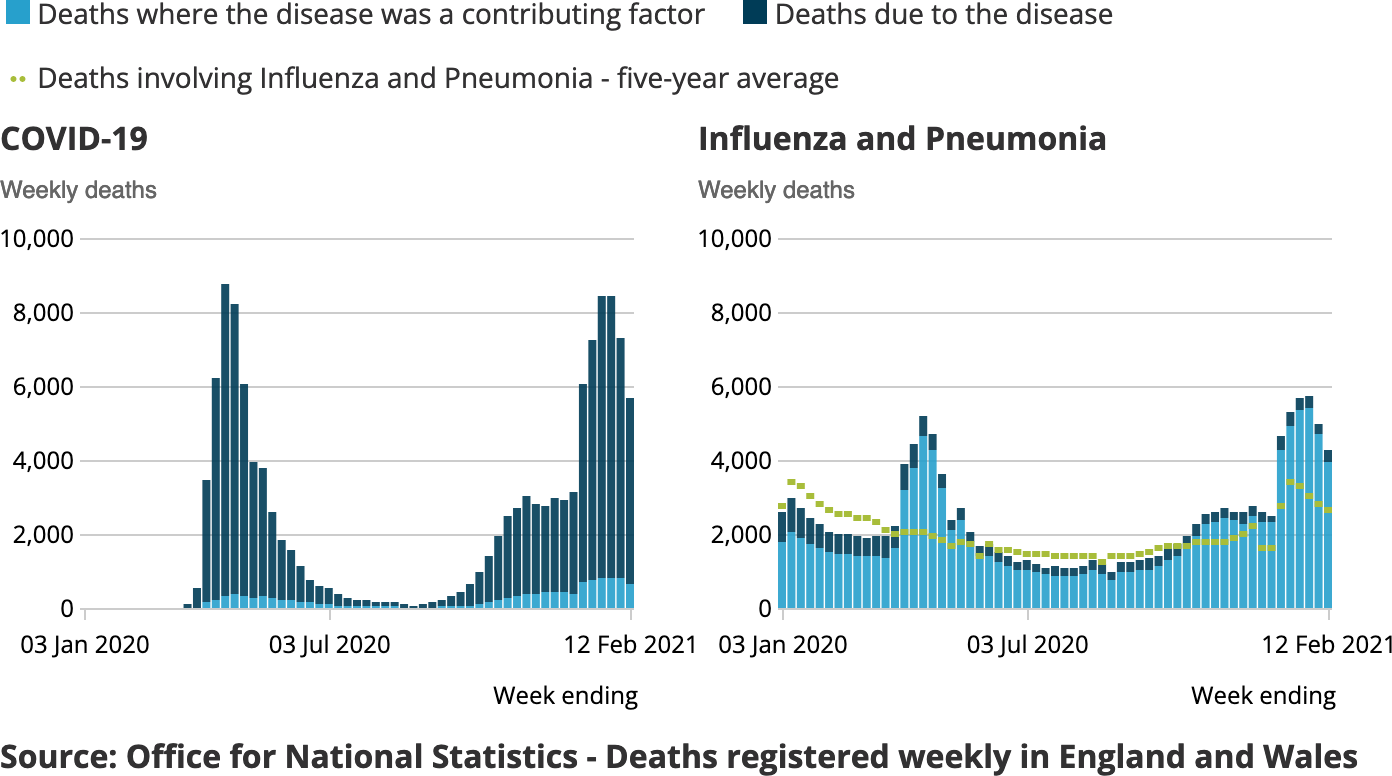 Deaths where the disease was a contributing factor Deaths due to the disease
Deaths involving Influenza and Pneumonia - five-year average
COVID-19
Weekly deaths
10,000
8,000
6,000
4,000
2,000
0
03 Jan 2020 03 Jul 2020 12 Feb 2021
Week ending
Influenza and Pneumonia
Weekly deaths
10,000
8,000
6,000
4,000
2,000
0
03 Jan 2020 03 Jul 2020 12 Feb 2021
Week ending
Source: Office for National Statistics - Deaths registered weekly in England and Wales